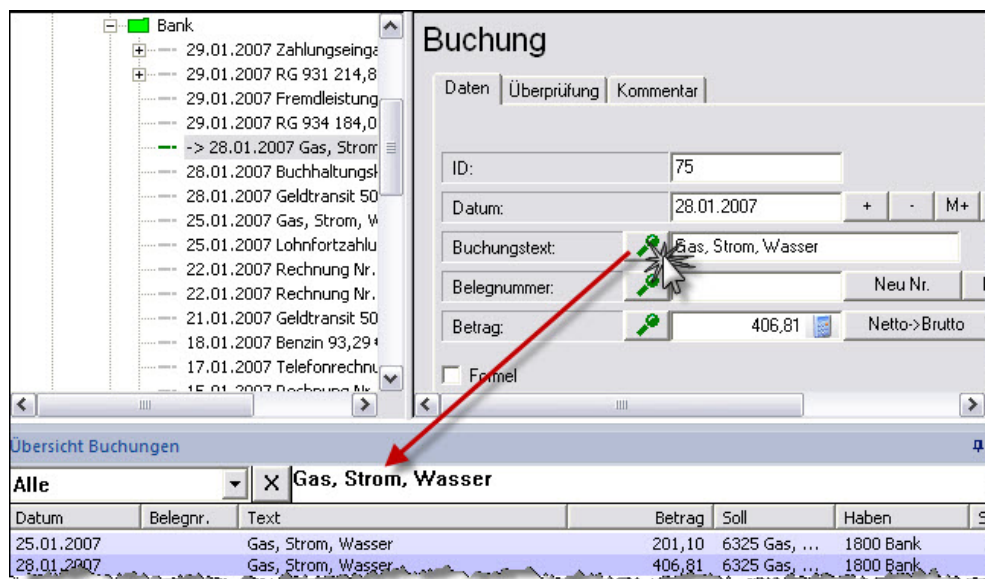 Bank
29.01.2007 Zahlungseinga
29.01.2007 RG 931 214,8
29.01.2007 Fremdleistung
29.01.2007 RG 934 184,0
-> 28.01.2007 Gas, Strom
28.01.2007 Buchhaltungsk
28.01.2007 Geldtransit 50
25.01.2007 Gas, Strom, W
25.01.2007 Lohnfortzahlu
22.01.2007 Rechnung Nr.
22.01.2007 Rechnung Nr.
21.01.2007 Geldtransit 50
18.01.2007 Benzin 93,29
17.01.2007 Telefonrechnu
15.01.2007 Rechnung Nr.
Buchung
Daten Überprüfung Kommentar
ID: 75
Datum: 28.01.2007 + - M+
Buchungstext: Gas, Strom, Wasser
Belegnummer: Neu Nr.
Betrag: 406,81 Netto->Brutto
Formel
Übersicht Buchungen
Alle X Gas, Strom, Wasser
Datum Belegnr. Text Betrag Soll Haben S
25.01.2007 Gas, Strom, Wasser 201,10 6325 Gas, ... 1800 Bank
28.01.2007 Gas, Strom, Wasser 406,81 6325 Gas, ... 1800 Bank